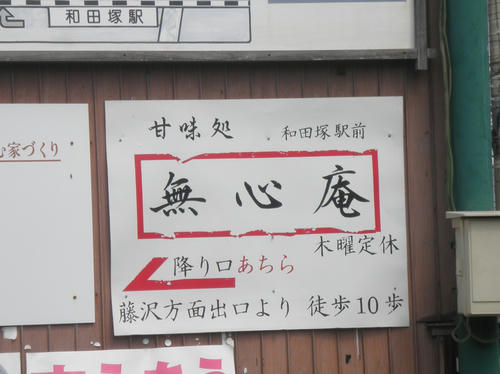 和田塚駅
む家づくり
甘味処
和田塚駅前
無心庵
木曜定休
降り口あちら
藤沢方面出口より 徒歩10歩